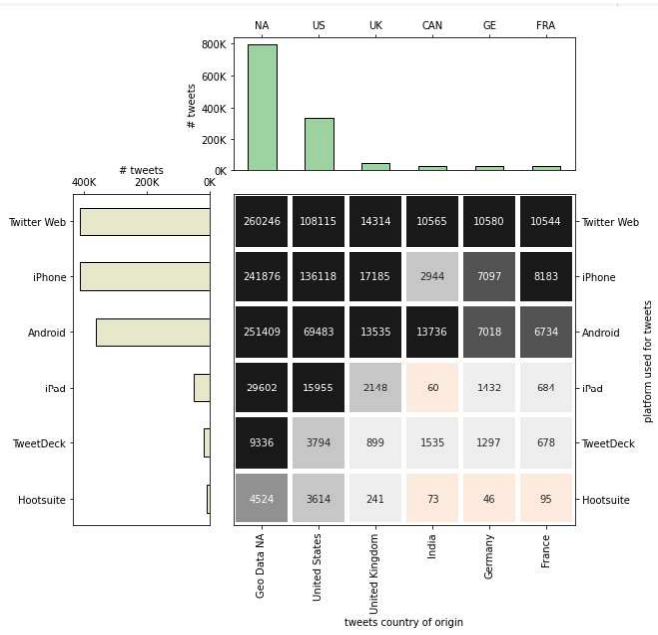 NA US UK CAN GE FRA
800K
600K
400K
200K
0K
# tweets
# tweets
400K 200K 0K
Twitter Web 260246 108115 14314 10565 10580 10544 Twitter Web
iPhone 241876 136118 17185 2944 7097 8183 iPhone
Android 251409 69483 13535 13736 7018 6734 Android
iPad 29602 15955 2148 60 1432 684 iPad
TweetDeck 9336 3794 899 1535 1297 678 TweetDeck
Hootsuite 4524 3614 241 73 46 95 Hootsuite
platform used for tweets
Geo Data NA
United States
United Kingdom
India
Germany
France
tweets country of origin